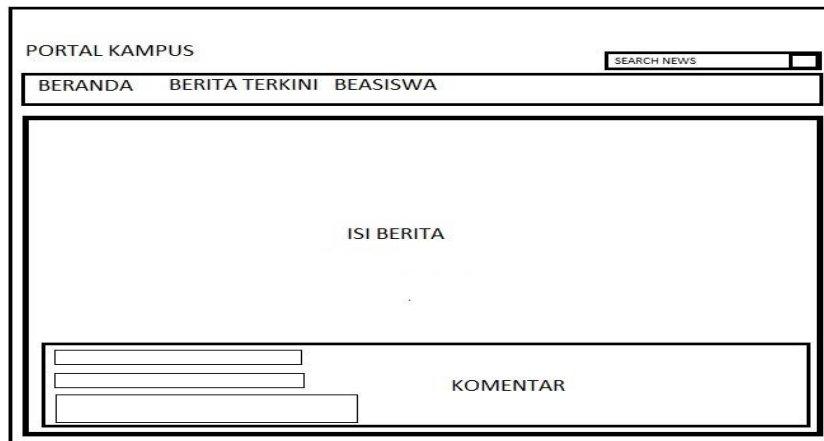 PORTAL KAMPUS
SEARCH NEWS
BERANDA BERITA TERKINI BEASISWA
ISI BERITA
KOMENTAR